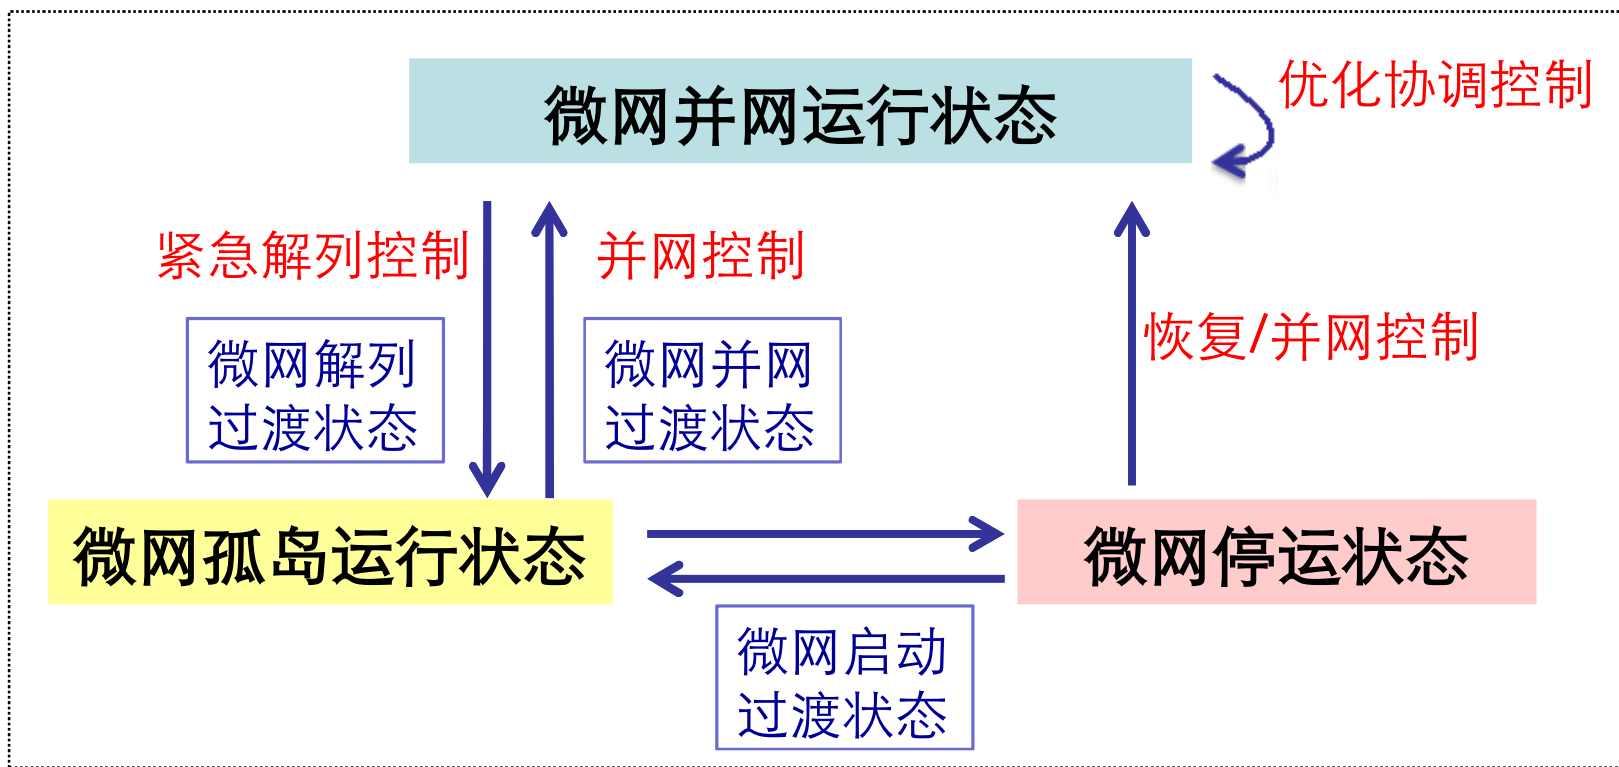 微网并网运行状态
优化协调控制
紧急解列控制
并网控制
恢复/并网控制
微网解列
过渡状态
微网并网
过渡状态
微网孤岛运行状态
微网停运状态
微网启动
过渡状态